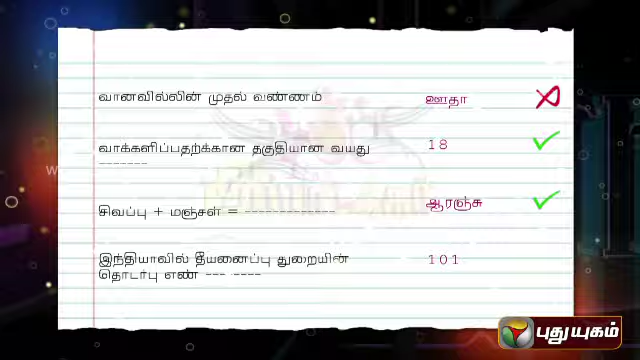 வானவில்லின் முதல் வண்ணம் ஊதா
வாக்களிப்பதற்க்கான தகுதியான வயது 18
-------
சிவப்பு + மஞ்சள் = ------------- ஆரஞ்சு
இந்தியாவில் தீயணைப்பு துறையின் 101
தொடர்பு எண் --- ----
புதுயுகம்